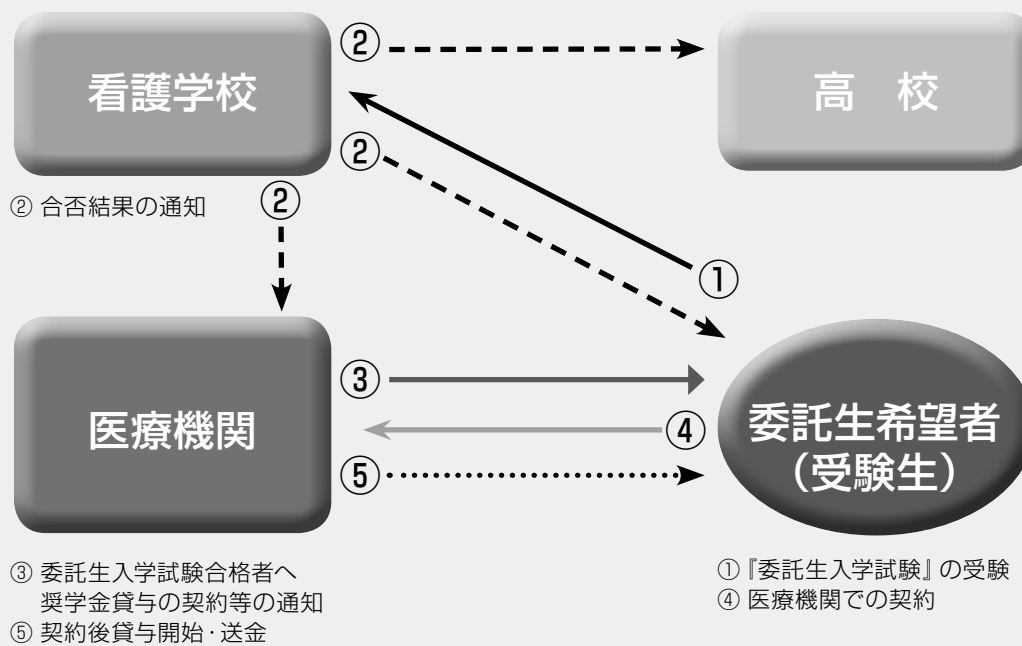 看護学校
②
高　校
②
② 合否結果の通知
②
①
医療機関
③
④
⑤
委託生希望者
（受験生）
③ 委託生入学試験合格者へ
奨学金貸与の契約等の通知
⑤ 契約後貸与開始・送金
①『委託生入学試験』の受験
④ 医療機関での契約